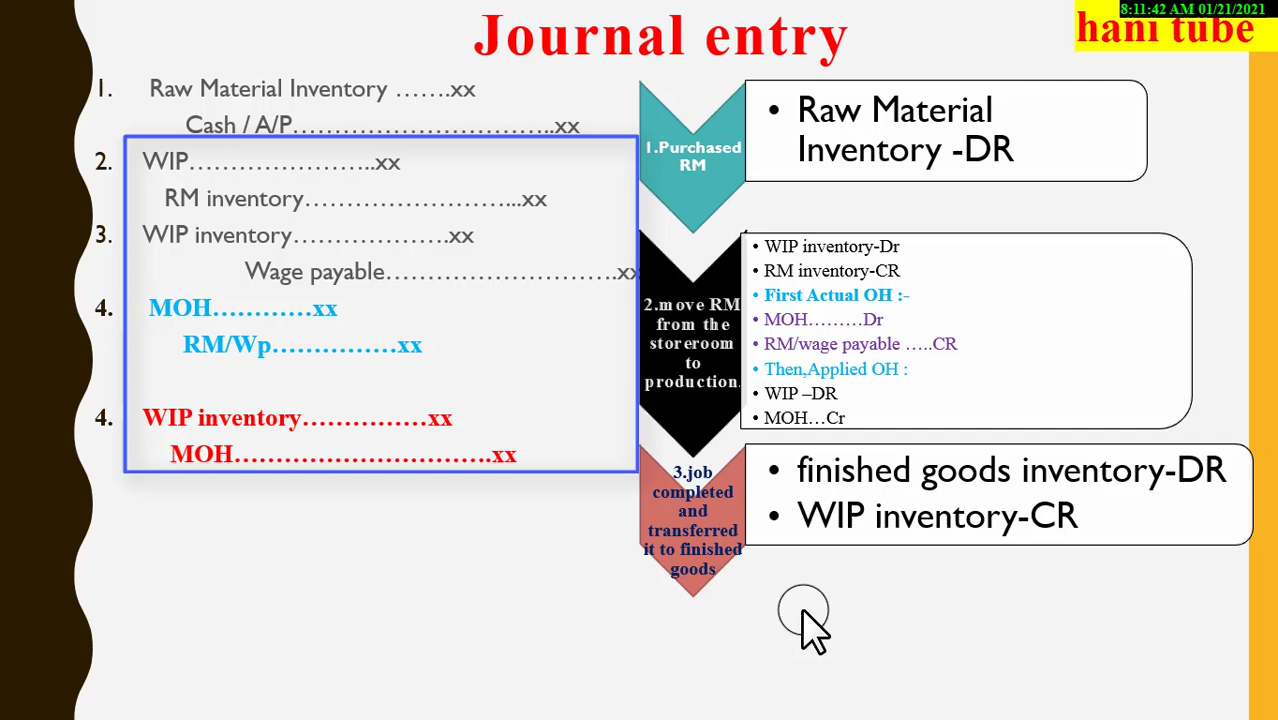 8:11:42 AM 01/21/2021
hani tube
Journal entry
1. Raw Material Inventory …….xx
Cash / A/P………………………………..xx
2. WIP…………………..xx
RM inventory……………………...xx
3. WIP inventory……………….xx
Wage payable…………………………….xx
4. MOH…………xx
RM/Wp……………xx
4. WIP inventory……………xx
MOH………………………….xx
1.Purchased
RM
• Raw Material
Inventory -DR
2.move RM
from the
storeroom
to
production.
• WIP inventory-Dr
• RM inventory-CR
• First Actual OH :-
• MOH………Dr
• RM/wage payable …..CR
• Then,Applied OH :
• WIP –DR
• MOH…Cr
3.job
completed
and
transferred
it to finished
goods
• finished goods inventory-DR
• WIP inventory-CR